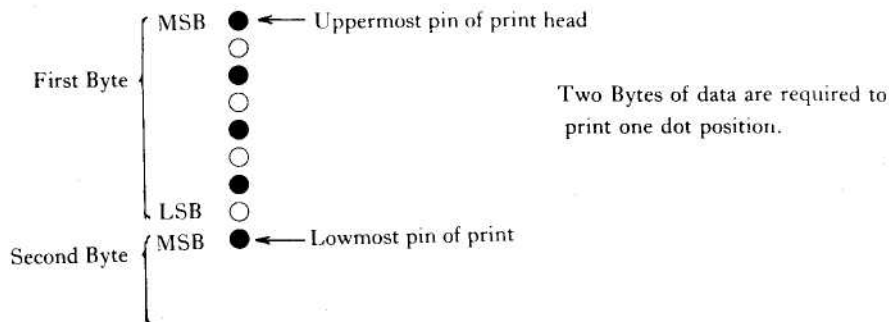 MSB
Uppermost pin of print head
First Byte
Two Bytes of data are required to
print one dot position.
LSB
MSB
Lowmost pin of print
Second Byte